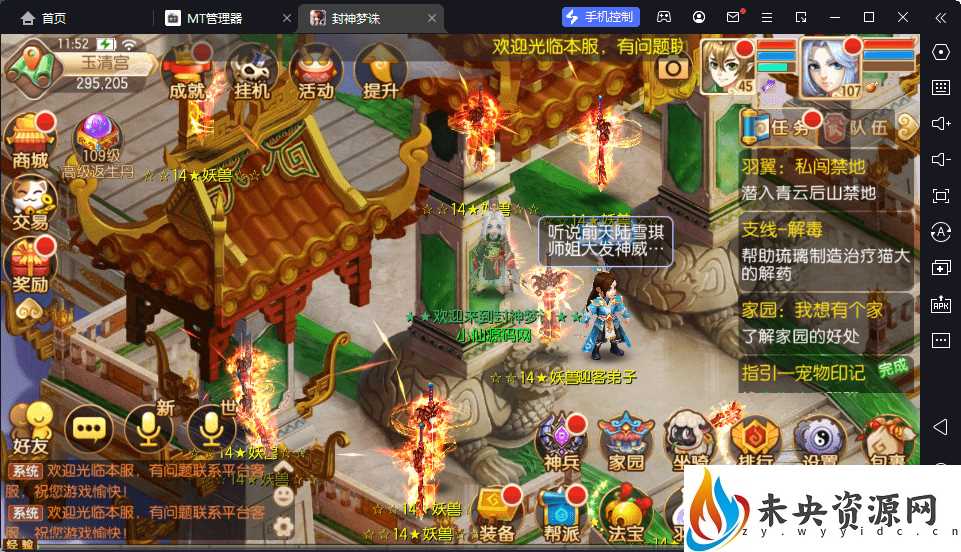 首页
MT管理器
封神梦诛
手机控制
11:52
玉清宫
295,205
成就
挂机
活动
提升
欢迎光临本服，有问题联
45
107
商城
109级
高级返生丹
交易
奖励
任务
队伍
羽翼：私闯禁地
潜入青云后山禁地
支线-解毒
帮助琉璃制造治疗猫大
的解药
家园：我想有个家
了解家园的好处
指引—宠物印记
完成
☆☆14★妖兽☆☆
☆☆14★妖兽☆☆
14★妖兽
听说前天陆雪琪
师姐大发神威…
★★欢迎来到封神梦诛★★
小仙源码网
☆☆14★妖兽
迎客弟子
好友
新
世
☆☆14★妖兽☆☆
☆☆14★妖兽☆☆
神兵
家园
坐骑
排行
设置
包裹
系统 欢迎光临本服，有问题联系平台客
服，祝您游戏愉快！
系统 欢迎光临本服，有问题联系平台客
服，祝您游戏愉快！
☆☆14★妖兽
☆☆14★妖兽
装备
帮派
法宝
经验
APK
未央资源网
zy.wyyidc.cn